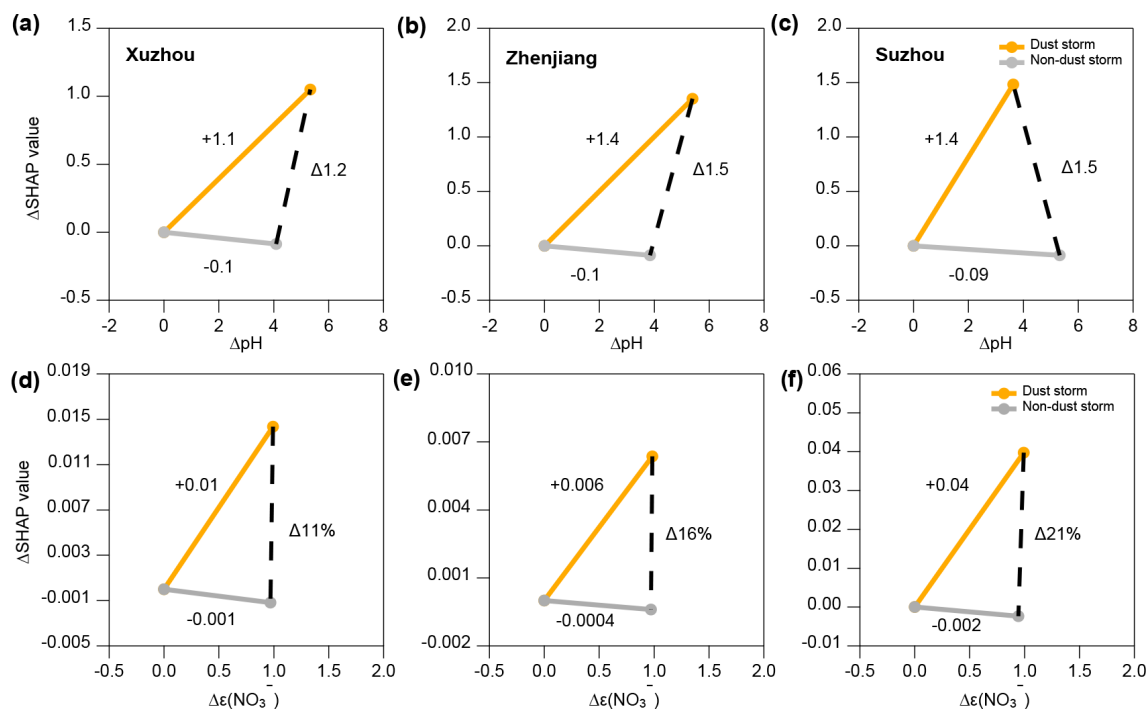 (a)
Xuzhou
1.5
1.0
0.5
0.0
-0.5
ΔSHAP value
+1.1
Δ1.2
-0.1
-2 0 2 4 6 8
ΔpH
(b)
Zhenjiang
2.0
1.5
1.0
0.5
0.0
-0.5
+1.4
Δ1.5
-0.1
-2 0 2 4 6 8
ΔpH
(c)
Suzhou
Dust storm
Non-dust storm
2.0
1.5
1.0
0.5
0.0
-0.5
+1.4
Δ1.5
-0.09
-2 0 2 4 6 8
ΔpH
(d)
0.019
0.015
0.011
0.007
0.003
-0.001
-0.005
ΔSHAP value
+0.01
Δ11%
-0.001
-0.5 0.0 0.5 1.0 1.5 2.0
Δε(NO₃⁻)
(e)
0.010
0.007
0.004
0.001
-0.002
+0.006
Δ16%
-0.0004
-0.5 0.0 0.5 1.0 1.5 2.0
Δε(NO₃⁻)
(f)
Dust storm
Non-dust storm
0.06
0.05
0.04
0.03
0.02
0.01
0.00
-0.01
+0.04
Δ21%
-0.002
-0.5 0.0 0.5 1.0 1.5 2.0
Δε(NO₃⁻)